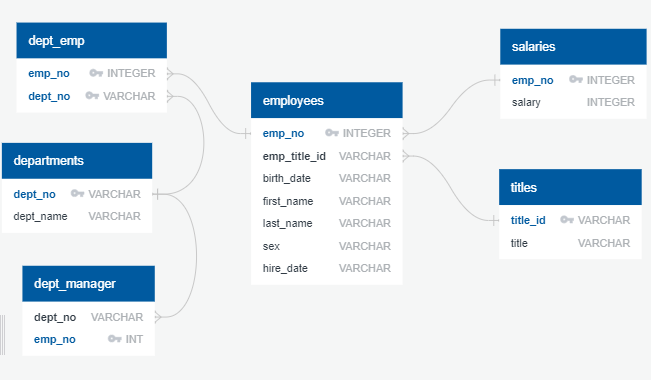 dept_emp
emp_no INTEGER
dept_no VARCHAR
departments
dept_no VARCHAR
dept_name VARCHAR
dept_manager
dept_no VARCHAR
emp_no INT
employees
emp_no INTEGER
emp_title_id VARCHAR
birth_date VARCHAR
first_name VARCHAR
last_name VARCHAR
sex VARCHAR
hire_date VARCHAR
salaries
emp_no INTEGER
salary INTEGER
titles
title_id VARCHAR
title VARCHAR